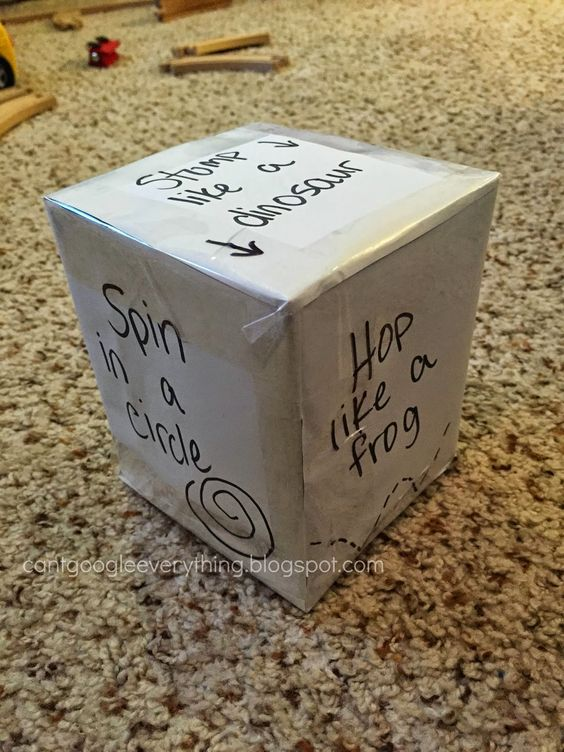 Stomp
like a
dinosaur
Spin
in a
circle
Hop
like a
frog
cantgoogleeverything.blogspot.com